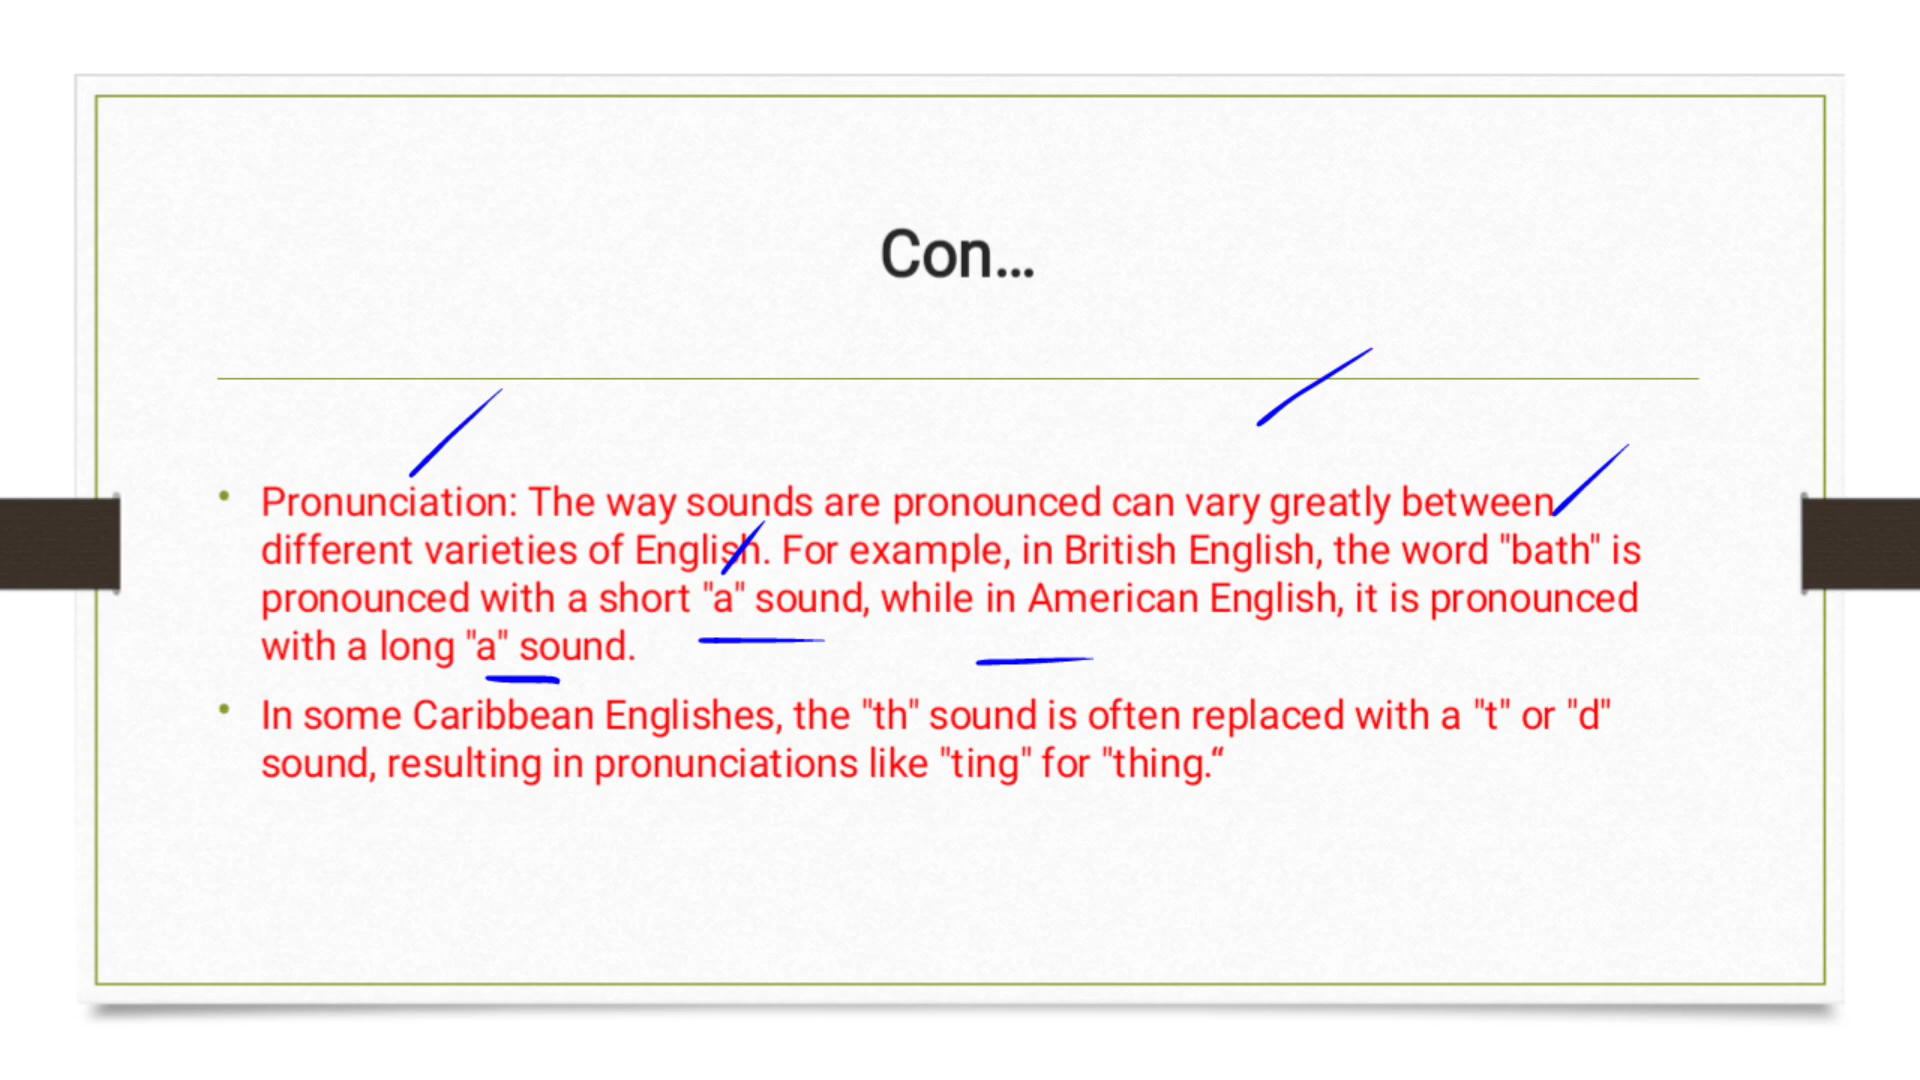 Con...
• Pronunciation: The way sounds are pronounced can vary greatly between
different varieties of English. For example, in British English, the word "bath" is
pronounced with a short "a" sound, while in American English, it is pronounced
with a long "a" sound.
• In some Caribbean Englishes, the "th" sound is often replaced with a "t" or "d"
sound, resulting in pronunciations like "ting" for "thing.“